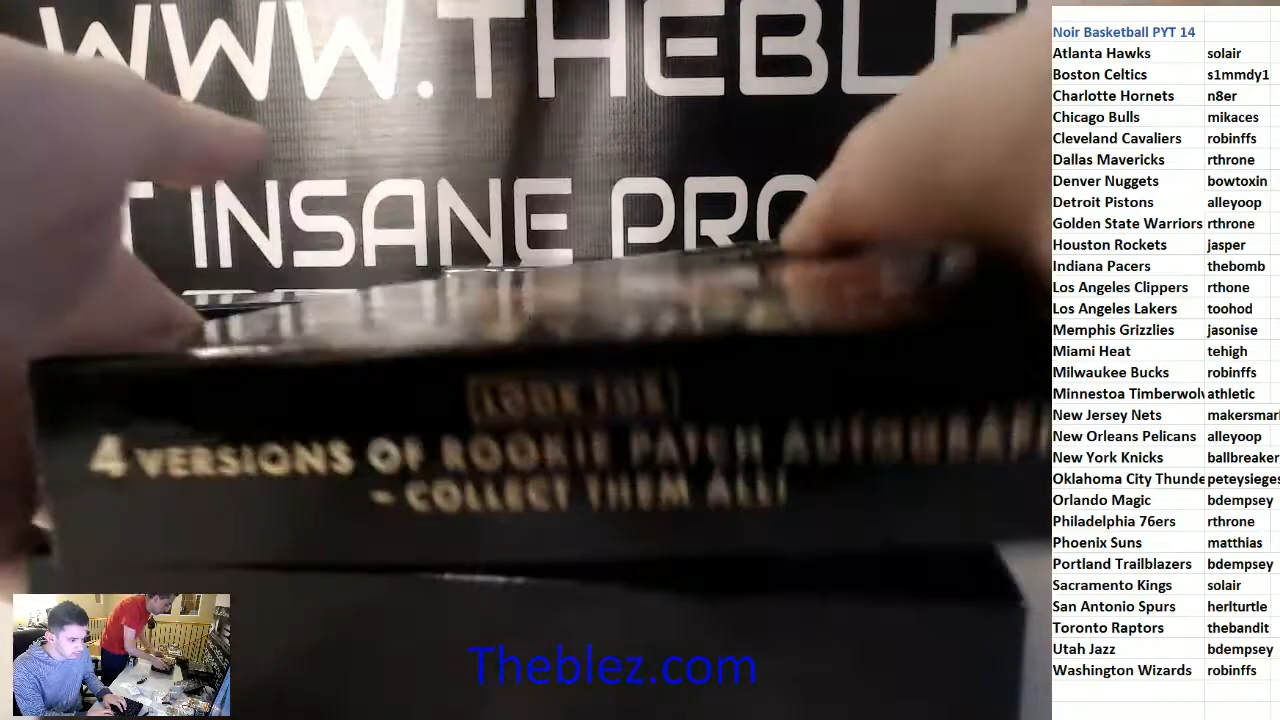 WWW.THEBLE
T INSANE PRO
LOOK FOR
4 VERSIONS OF ROOKIE PATCH AUTOGRAPH
- COLLECT THEM ALL!
Theblez.com
Noir Basketball PYT 14
Atlanta Hawks solair
Boston Celtics s1mmdy1
Charlotte Hornets n8er
Chicago Bulls mikaces
Cleveland Cavaliers robinffs
Dallas Mavericks rthrone
Denver Nuggets bowtoxin
Detroit Pistons alleyoop
Golden State Warriors rthrone
Houston Rockets jasper
Indiana Pacers thebomb
Los Angeles Clippers rthone
Los Angeles Lakers toohod
Memphis Grizzlies jasonise
Miami Heat tehigh
Milwaukee Bucks robinffs
Minnestoa Timberwolv athletic
New Jersey Nets makersmar
New Orleans Pelicans alleyoop
New York Knicks ballbreaker
Oklahoma City Thunde peteysieges
Orlando Magic bdempsey
Philadelphia 76ers rthrone
Phoenix Suns matthias
Portland Trailblazers bdempsey
Sacramento Kings solair
San Antonio Spurs herlturtle
Toronto Raptors thebandit
Utah Jazz bdempsey
Washington Wizards robinffs